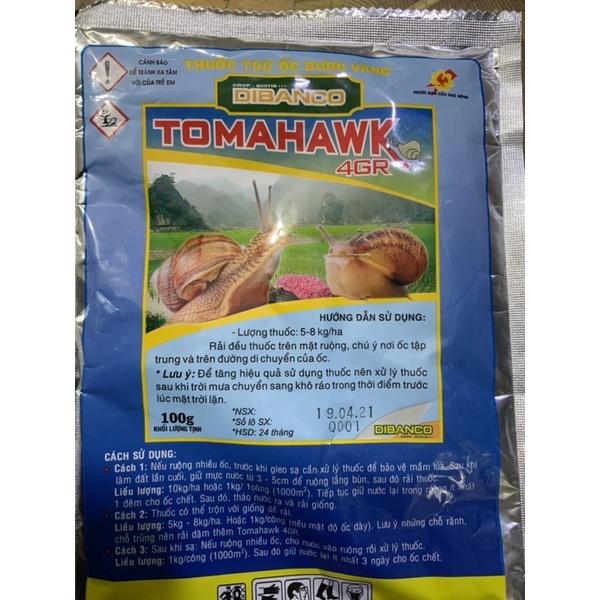 CẢNH BÁO
ĐỂ TRÁNH XA TẦM
VỚI CỦA TRẺ EM
THUỐC TRỪ ỐC BƯƠU VÀNG
CROP - BIOTIS
DIBANCO
NGƯỜI BẠN CỦA NHÀ NÔNG
TOMAHAWK
4GR
HƯỚNG DẪN SỬ DỤNG:
- Lượng thuốc: 5-8 kg/ha
Rải đều thuốc trên mặt ruộng, chú ý nơi ốc tập
trung và trên đường di chuyển của ốc.
* Lưu ý: Để tăng hiệu quả sử dụng thuốc nên xử lý thuốc
sau khi trời mưa chuyển sang khô ráo trong thời điểm trước
lúc mặt trời lặn.
100g
KHỐI LƯỢNG TỊNH
*NSX: 19.04.21
*Số lô SX: 0001
*HSD: 24 tháng
DIBANCO
CÁCH SỬ DỤNG:
- Cách 1: Nếu ruộng nhiều ốc, trước khi gieo sạ cần xử lý thuốc để bảo vệ mầm lúa. Sau khi
làm đất lần cuối, giữ mực nước từ 3 - 5cm để ruộng lắng bùn, sau đó rải thuốc.
Liều lượng: 10kg/ha hoặc 1kg/ 1công (1000m²). Tiếp tục giữ nước lại trong ruộng ít nhất
1 đêm cho ốc chết. Sau đó, tháo nước ra và rải giống.
- Cách 2: Thuốc có thể trộn với giống để rải.
Liều lượng: 5kg - 8kg/ha. Hoặc 1kg/công (nếu mật độ ốc dày). Lưu ý những chỗ rãnh,
chỗ trũng nên rải dặm thêm Tomahawk 4GR.
- Cách 3: Sau khi sạ: Nếu ruộng nhiều ốc, cho nước vào ruộng rồi xử lý thuốc.
Liều lượng: 1kg/công (1000m²). Sau đó giữ nước lại ít nhất 3 ngày cho ốc chết.